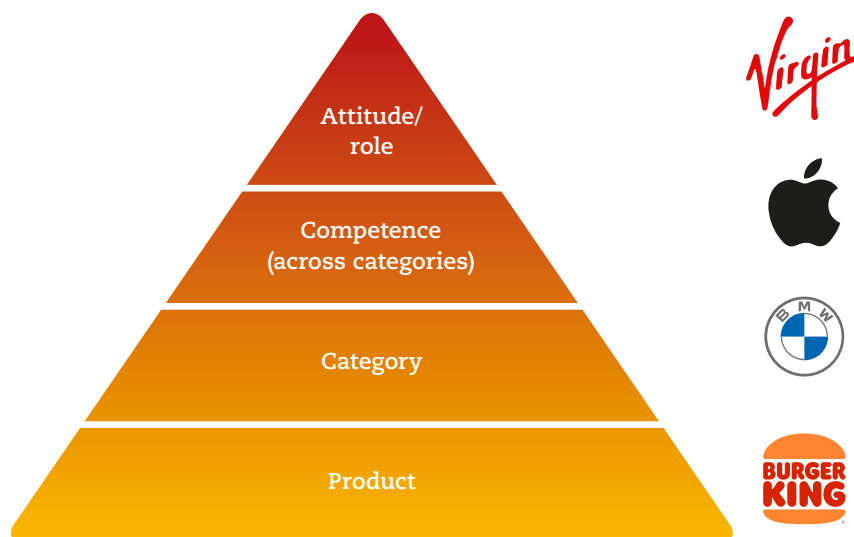 Attitude/
role
Virgin
Competence
(across categories)
Category
BMW
Product
BURGER
KING